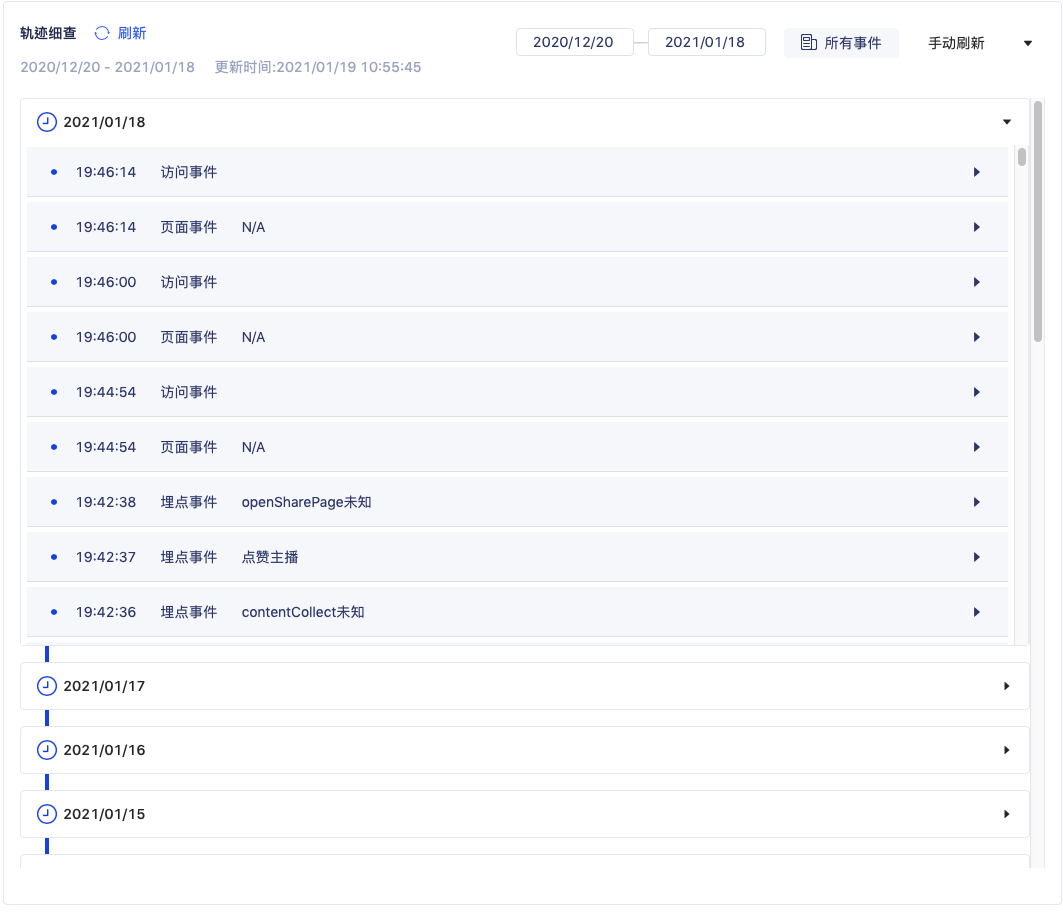 轨迹细查 刷新
2020/12/20 2021/01/18 所有事件 手动刷新
2020/12/20 - 2021/01/18 更新时间:2021/01/19 10:55:45
2021/01/18
19:46:14 访问事件
19:46:14 页面事件 N/A
19:46:00 访问事件
19:46:00 页面事件 N/A
19:44:54 访问事件
19:44:54 页面事件 N/A
19:42:38 埋点事件 openSharePage未知
19:42:37 埋点事件 点赞主播
19:42:36 埋点事件 contentCollect未知
2021/01/17
2021/01/16
2021/01/15